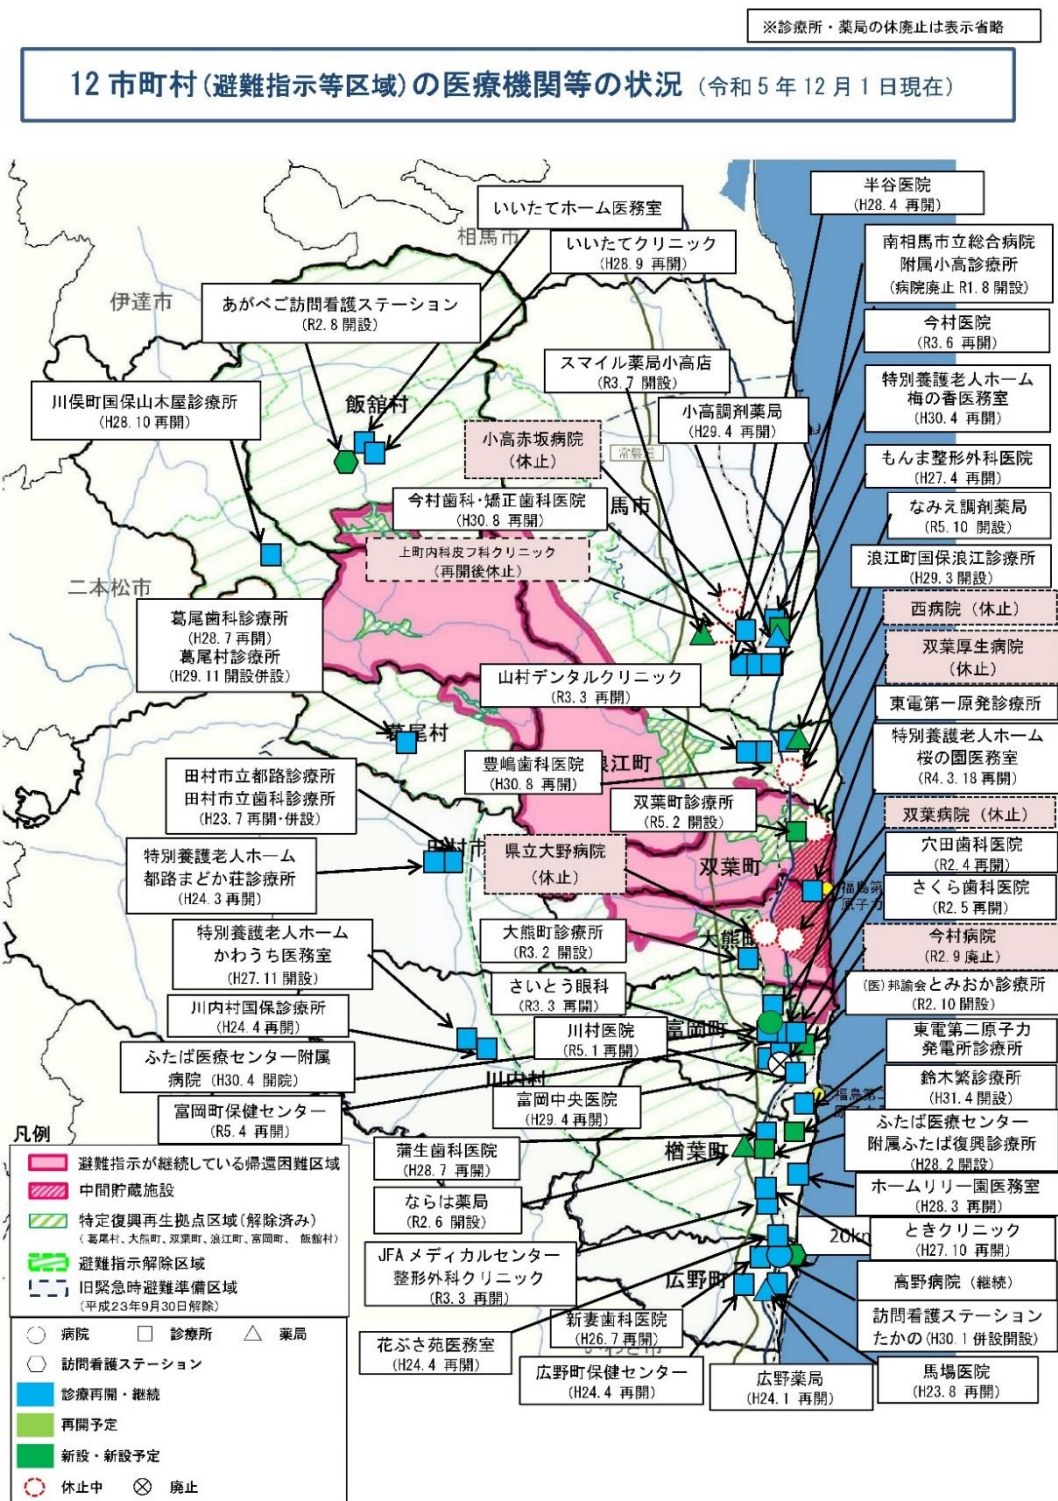 ※診療所・薬局の休廃止は表示省略
12市町村(避難指示等区域)の医療機関等の状況 (令和5年12月1日現在)
いいたてホーム医務室
相馬市
いいたてクリニック
(H28.9 再開)
伊達市
あがべご訪問看護ステーション
(R2.8開設)
川俣町国保山木屋診療所
(H28.10 再開)
飯舘村
半谷医院
(H28.4 再開)
南相馬市立総合病院
附属小高診療所
(病院廃止 R1.8 開設)
今村医院
(R3.6 再開)
スマイル薬局小高店
(R3.7 開設)
小高調剤薬局
(H29.4 再開)
特別養護老人ホーム
梅の香医務室
(H30.4 再開)
小高赤坂病院
(休止)
常磐道
もんま整形外科医院
(H27.4 再開)
今村歯科・矯正歯科医院
(H30.8 再開)
馬市
なみえ調剤薬局
(R5.10 開設)
上町内科皮フ科クリニック
(再開後休止)
浪江町国保浪江診療所
(H29.3 開設)
二本松市
西病院 (休止)
葛尾歯科診療所
(H28.7 再開)
葛尾村診療所
(H29.11 開設併設)
双葉厚生病院
(休止)
山村デンタルクリニック
(R3.3 再開)
東電第一原発診療所
葛尾村
特別養護老人ホーム
桜の園医務室
(R4.3.18 再開)
豊嶋歯科医院
(H30.8 再開)
浪江町
田村市立都路診療所
田村市立歯科診療所
(H23.7 再開・併設)
双葉町診療所
(R5.2 開設)
双葉病院 (休止)
田村市
県立大野病院
(休止)
双葉町
穴田歯科医院
(R2.4 再開)
特別養護老人ホーム
都路まどか荘診療所
(H24.3 再開)
福島第
原子力
さくら歯科医院
(R2.5 再開)
大熊町診療所
(R3.2 開設)
大熊町
今村病院
(R2.9 廃止)
特別養護老人ホーム
かわうち医務室
(H27.11 開設)
さいとう眼科
(R3.3 再開)
(医)邦諭会とみおか診療所
(R2.10 開設)
川内村国保診療所
(H24.4 再開)
川村医院
(R5.1 再開)
富岡町
東電第二原子力
発電所診療所
ふたば医療センター附属
病院 (H30.4 開院)
川内村
富岡中央医院
(H29.4 再開)
福島第二
鈴木繁診療所
(H31.4 開設)
富岡町保健センター
(R5.4 再開)
ふたば医療センター
附属ふたば復興診療所
(H28.2 開設)
蒲生歯科医院
(H28.7 再開)
楢葉町
ホームリリー園医務室
(H28.3 再開)
ならは薬局
(R2.6 開設)
ときクリニック
(H27.10 再開)
20km
JFAメディカルセンター
整形外科クリニック
(R3.3 再開)
広野町
高野病院 (継続)
新妻歯科医院
(H26.7 再開)
訪問看護ステーション
たかの (H30.1 併設開設)
花ぶさ苑医務室
(H24.4 再開)
いわき市
広野町保健センター
(H24.4 再開)
広野薬局
(H24.1 再開)
馬場医院
(H23.8 再開)
凡例
避難指示が継続している帰還困難区域
中間貯蔵施設
特定復興再生拠点区域(解除済み)
(葛尾村、大熊町、双葉町、浪江町、富岡町、飯舘村)
避難指示解除区域
旧緊急時避難準備区域
(平成23年9月30日解除)
病院 診療所 薬局
訪問看護ステーション
診療再開・継続
再開予定
新設・新設予定
休止中 廃止